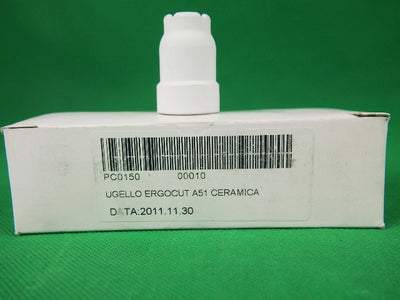 PC0150 00010
UGELLO ERGOCUT A51 CERAMICA
DATA:2011.11.30